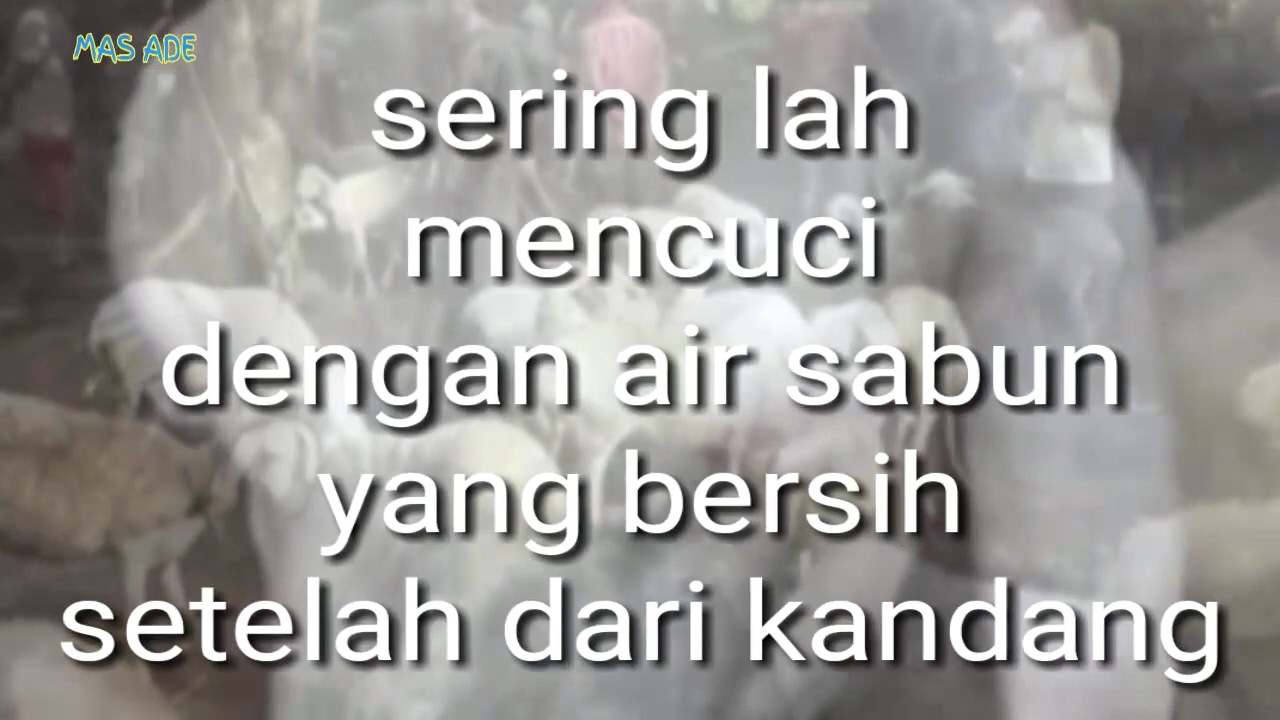 MAS ADE
sering lah
mencuci
dengan air sabun
yang bersih
setelah dari kandang